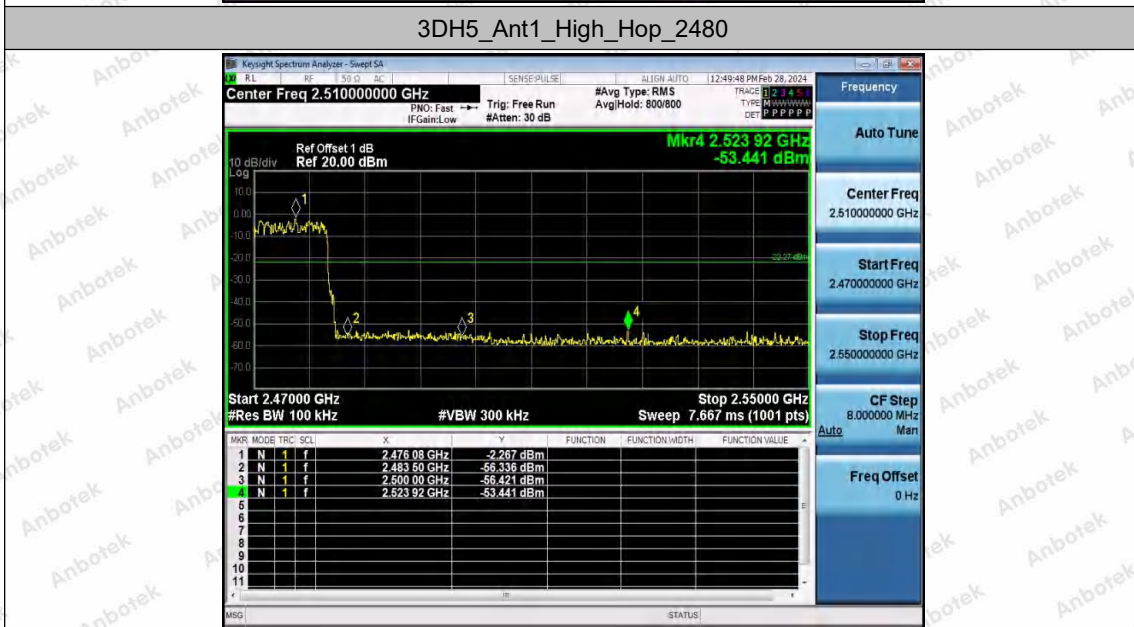 3DH5_Ant1_High_Hop_2480
Keysight Spectrum Analyzer - Swept SA
RL RF 50 Ω AC SENSE:PULSE ALIGN AUTO 12:49:48 PM Feb 28, 2024
Center Freq 2.510000000 GHz
PNO: Fast
IFGain:Low
Trig: Free Run
#Atten: 30 dB
#Avg Type: RMS
Avg|Hold: 800/800
TRACE 1 2 3 4 5 6
TYPE M W W W W W
DET P P P P P P
Frequency
Auto Tune
Center Freq
2.510000000 GHz
Start Freq
2.470000000 GHz
Stop Freq
2.550000000 GHz
CF Step
8.000000 MHz
Auto Man
Freq Offset
0 Hz
Mkr4 2.523 92 GHz
-53.441 dBm
Ref Offset 1 dB
10 dB/div Ref 20.00 dBm
Log
10.0
0.00
-10.0
-20.0
-30.0
-40.0
-50.0
-60.0
-70.0
1
2
3
4
-22.27 dBm
Start 2.47000 GHz Stop 2.55000 GHz
#Res BW 100 kHz #VBW 300 kHz Sweep 7.667 ms (1001 pts)
MKR MODE TRC SCL X Y FUNCTION FUNCTION WIDTH FUNCTION VALUE
1 N 1 f 2.476 08 GHz -2.267 dBm
2 N 1 f 2.483 50 GHz -56.336 dBm
3 N 1 f 2.500 00 GHz -56.421 dBm
4 N 1 f 2.523 92 GHz -53.441 dBm
5
6
7
8
9
10
11
MSG STATUS
Anbotek